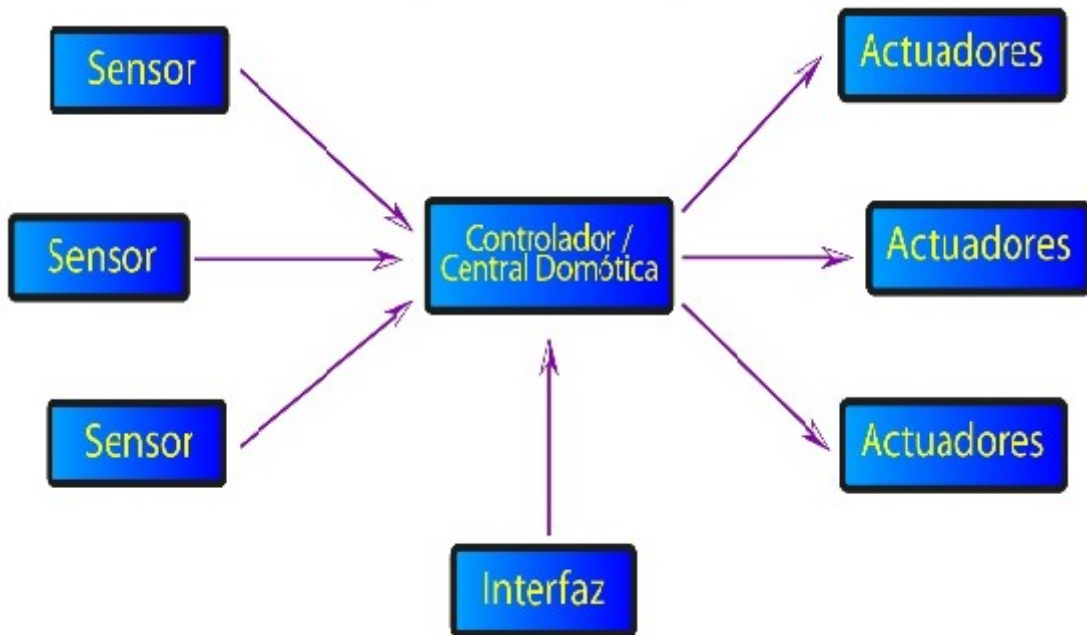 Sensor
Actuadores
Sensor
Controlador /
Central Domótica
Actuadores
Sensor
Actuadores
Interfaz